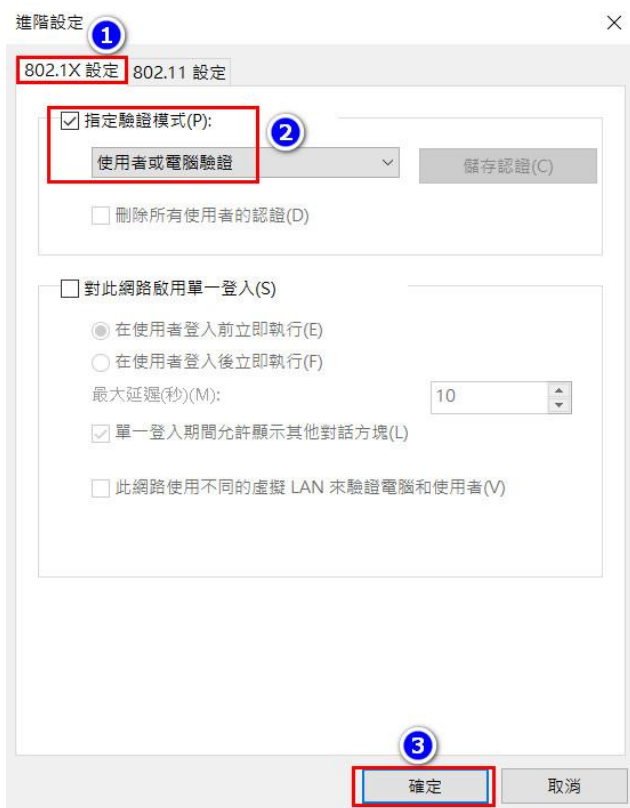 進階設定
1
802.1X 設定 802.11 設定
指定驗證模式(P):
2
使用者或電腦驗證
儲存認證(C)
刪除所有使用者的認證(D)
對此網路啟用單一登入(S)
在使用者登入前立即執行(E)
在使用者登入後立即執行(F)
最大延遲(秒)(M):
10
單一登入期間允許顯示其他對話方塊(L)
此網路使用不同的虛擬 LAN 來驗證電腦和使用者(V)
3
確定
取消